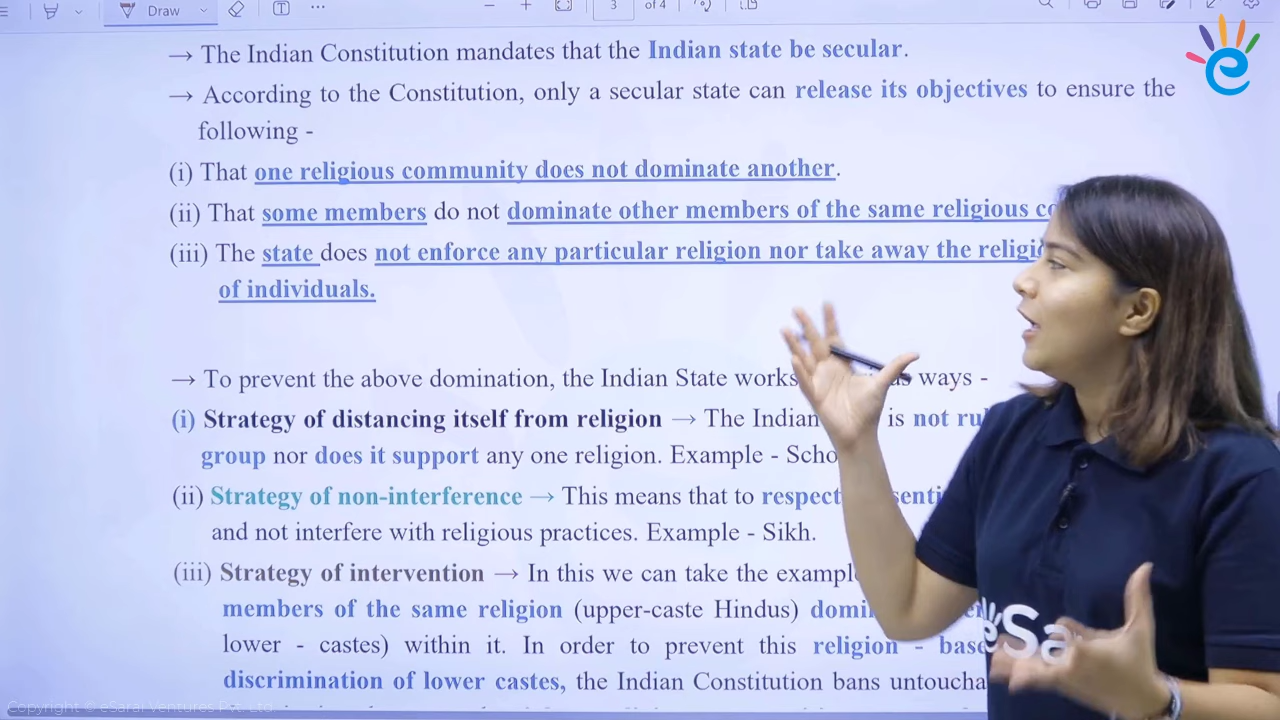 Draw
3 of 4
→ The Indian Constitution mandates that the Indian state be secular.
→ According to the Constitution, only a secular state can release its objectives to ensure the
following -
(i) That one religious community does not dominate another.
(ii) That some members do not dominate other members of the same religious
(iii) The state does not enforce any particular religion nor take away the
of individuals.
→ To prevent the above domination, the Indian State works ways -
(i) Strategy of distancing itself from religion → The Indian is not
group nor does it support any one religion. Example -
(ii) Strategy of non-interference → This means that to respect
and not interfere with religious practices. Example - Sikh.
(iii) Strategy of intervention → In this we can take the
members of the same religion (upper-caste Hindus)
lower - castes) within it. In order to prevent this religion -
discrimination of lower castes, the Indian Constitution bans
Copyright © eSaral Ventures Pvt. Ltd.
e
eSa